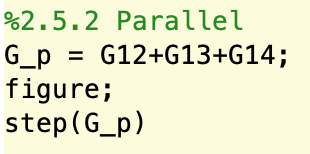 %2.5.2 Parallel
G_p = G12+G13+G14;
figure;
step(G_p)